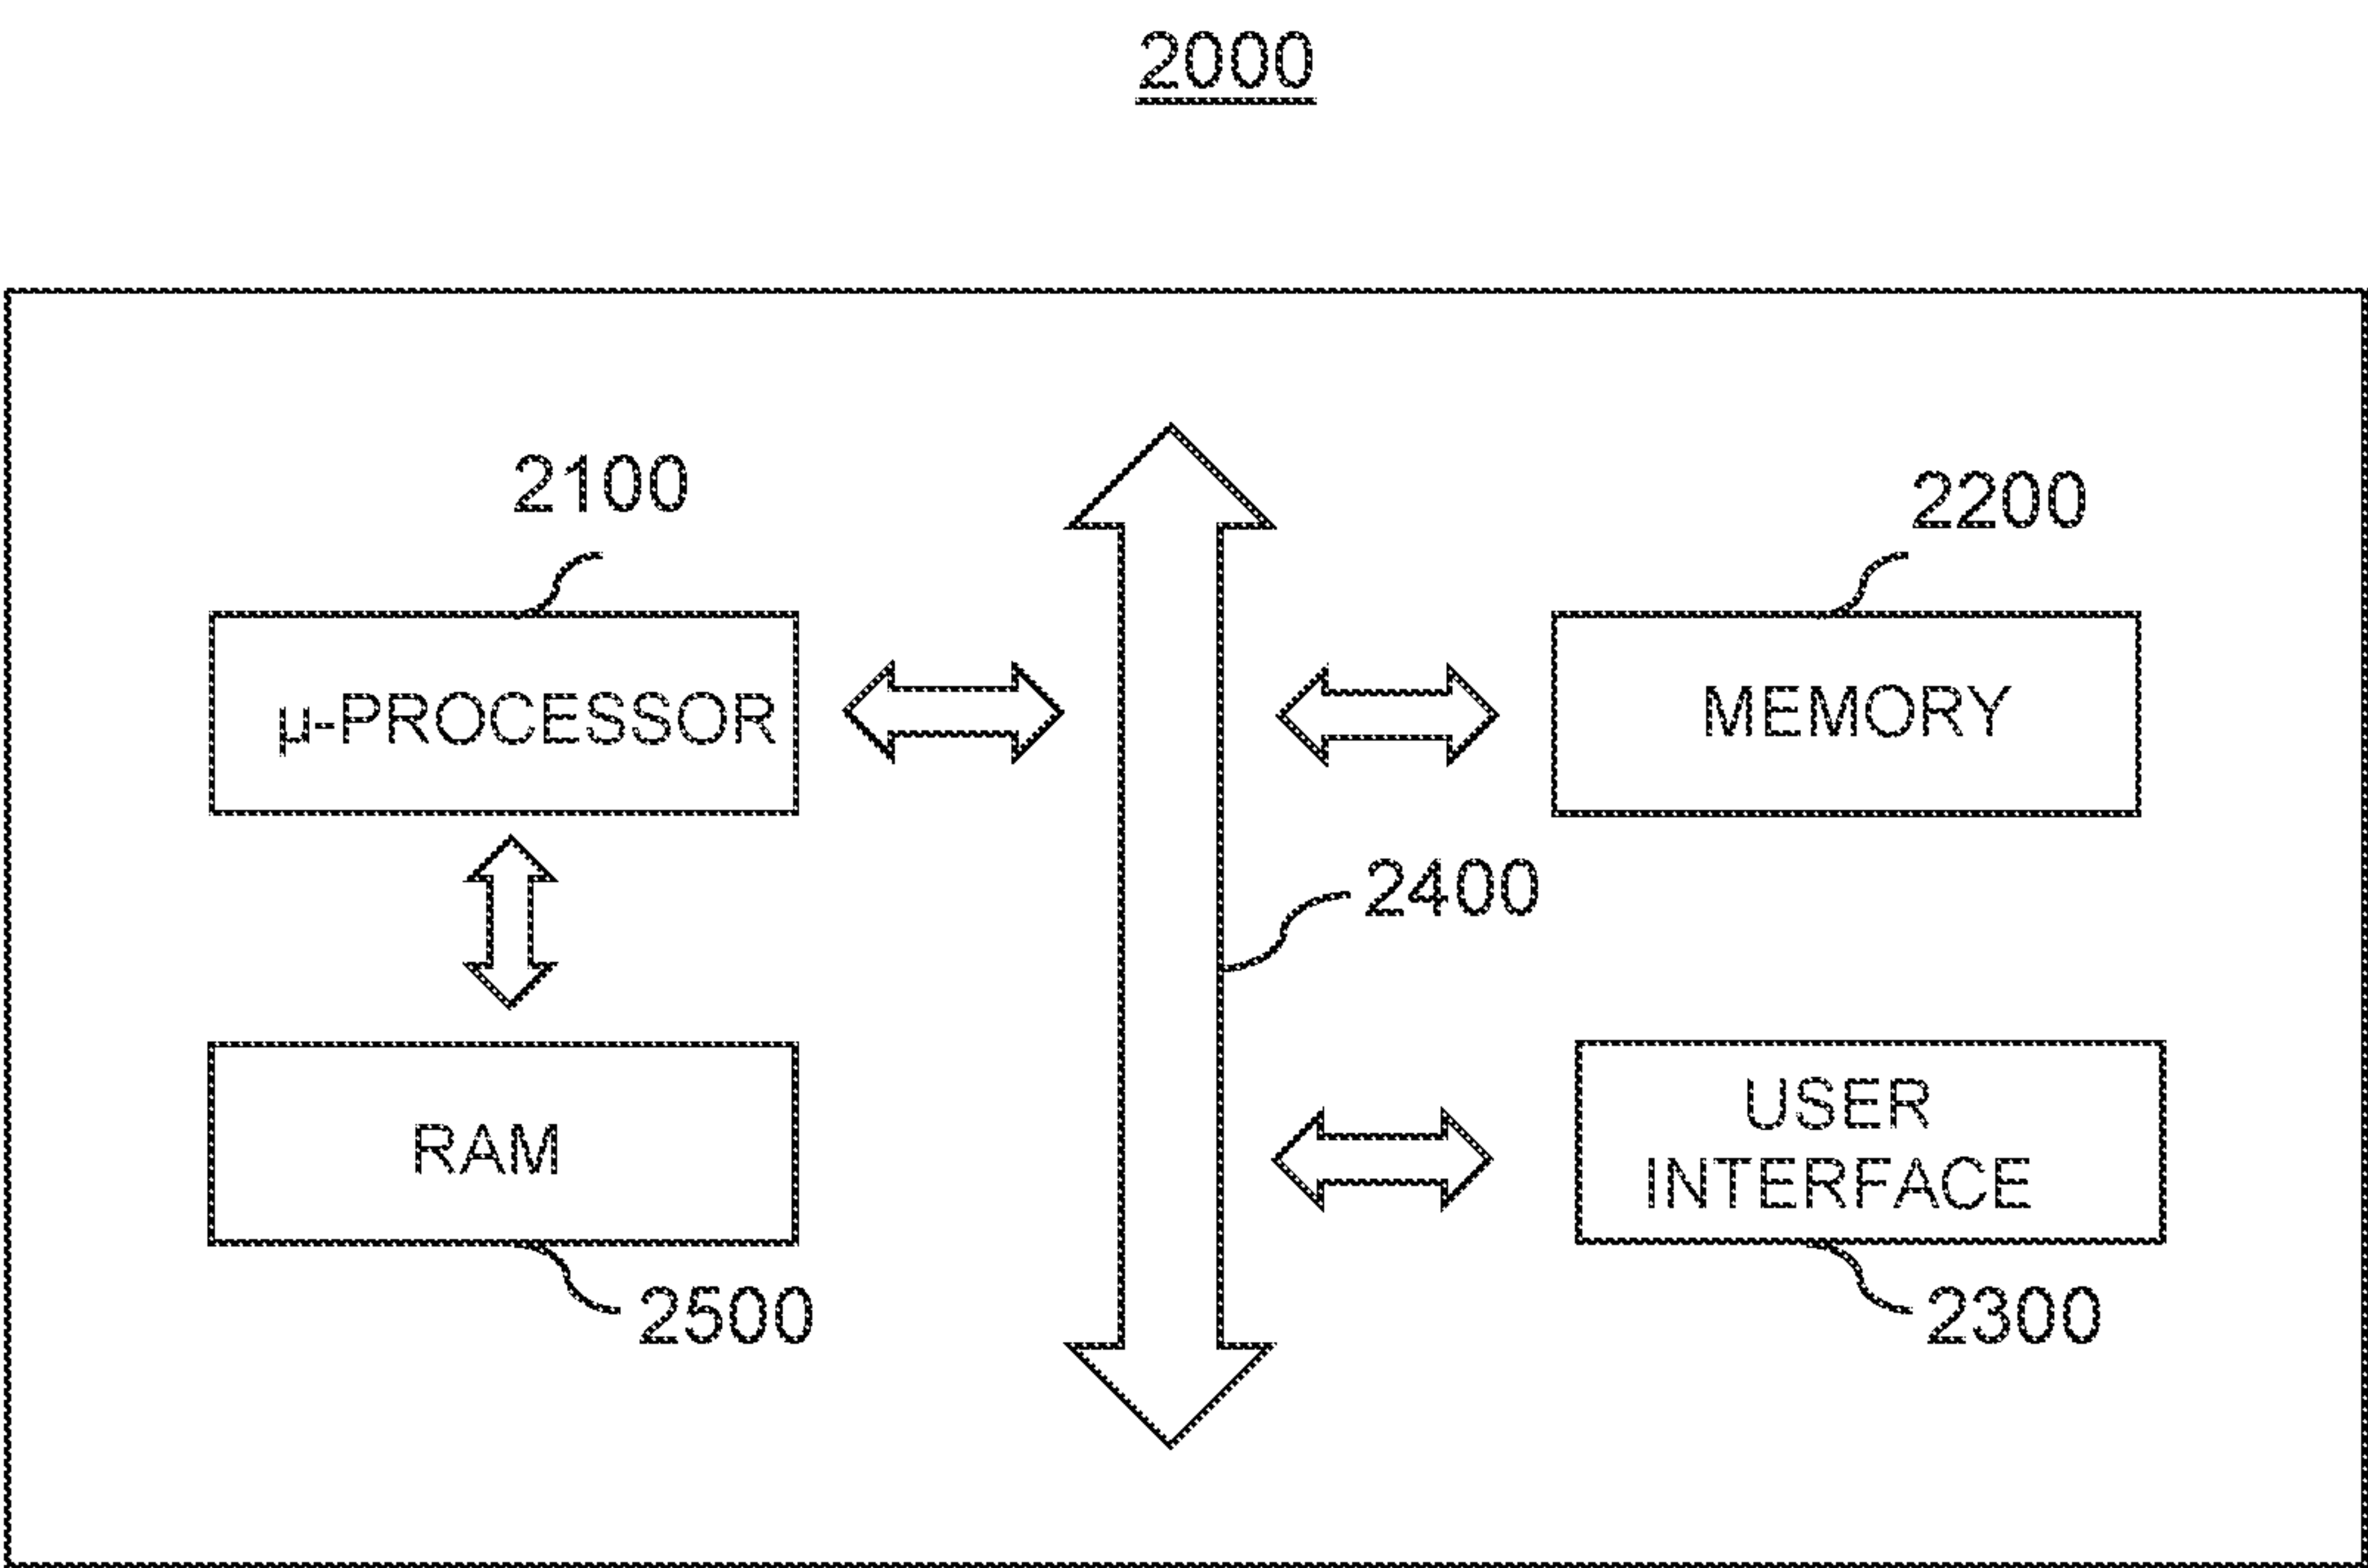 2000
2100
2200
µ-PROCESSOR
MEMORY
2400
RAM
USER
INTERFACE
2500
2300